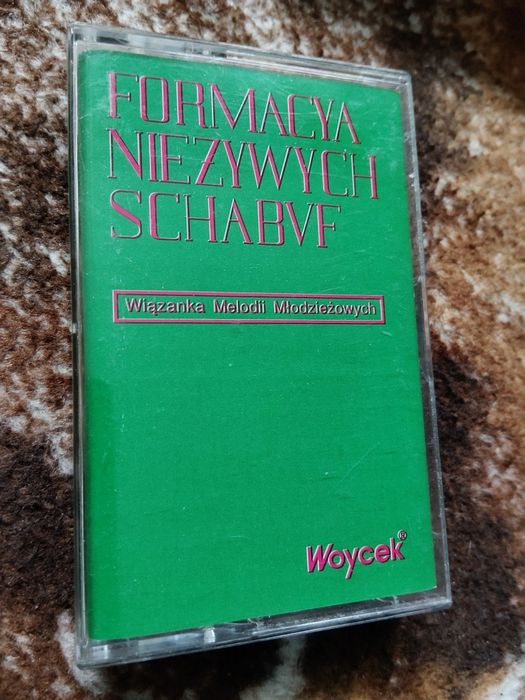 FORMACYA
NIEŻYWYCH
SCHABVF
Wiązanka Melodii Młodzieżowych
Woycek®